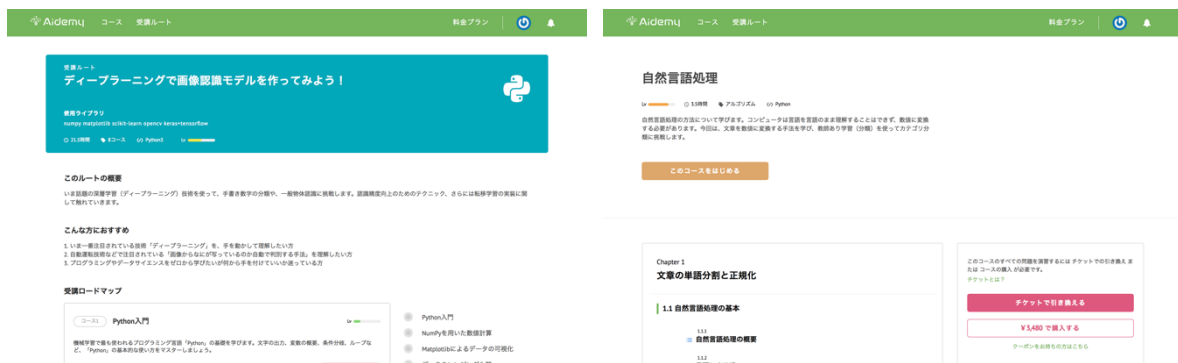 Aidemy コース 受講ルート 料金プラン
受講ルート
ディープラーニングで画像認識モデルを作ってみよう！
使用ライブラリ
numpy matplotlib scikit-learn opencv keras+tensorflow
21.5時間 8コース Python3 Lv
このルートの概要
いま話題の深層学習（ディープラーニング）技術を使って、手書き数字の分類や、一般物体認識に挑戦します。認識精度向上のためのテクニック、さらには転移学習の実装に関
して触れていきます。
こんな方におすすめ
1. いま一番注目されている技術「ディープラーニング」を、手を動かして理解したい方
2. 自動運転技術などで注目されている「画像からなにが写っているのか自動で判別する手法」を理解したい方
3. プログラミングやデータサイエンスをゼロから学びたいが何から手を付けていいか迷っている方
受講ロードマップ
コース1 Python入門 Lv
機械学習で最も使われるプログラミング言語「Python」の基礎を学びます。文字の出力、変数の概要、条件分岐、ループな
ど、「Python」の基本的な使い方をマスターしましょう。
Python入門
NumPyを用いた数値計算
Matplotlibによるデータの可視化
Aidemy コース 受講ルート 料金プラン
自然言語処理
Lv 3.5時間 アルゴリズム Python
自然言語処理の方法について学びます。コンピュータは言語を言語のまま理解することはできず、数値に変換
する必要があります。今回は、文章を数値に変換する手法を学び、教師あり学習（分類）を使ってカテゴリ分
類に挑戦します。
このコースをはじめる
Chapter 1
文章の単語分割と正規化
1.1 自然言語処理の基本
1.1.1
自然言語処理の概要
1.1.2
このコースのすべての問題を演習するには チケットでの引き換え ま
たは コースの購入 が必要です。
チケットとは？
チケットで引き換える
¥3,480 で購入する
クーポンをお持ちの方はこちら